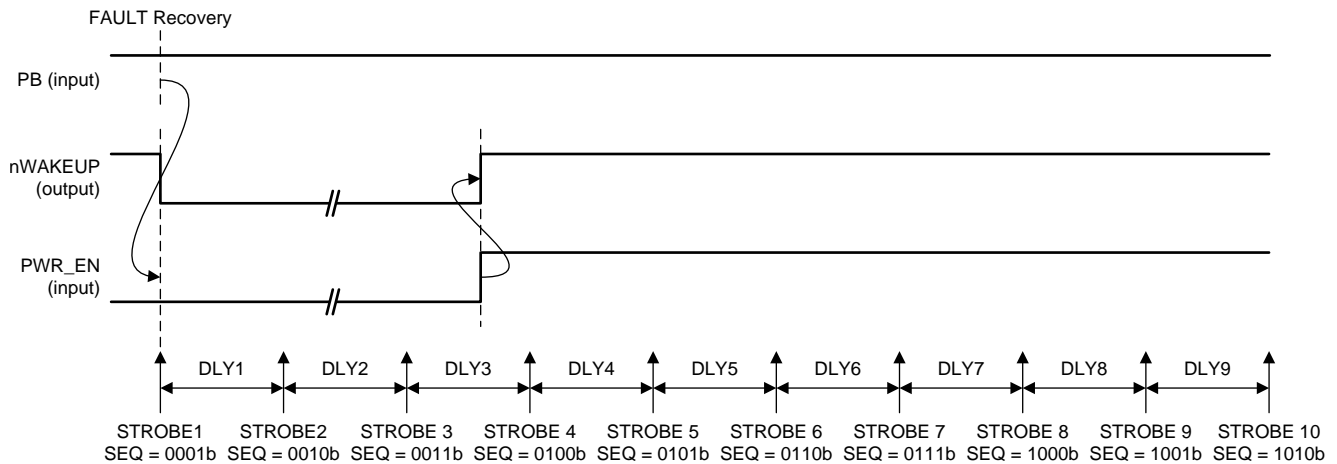 FAULT Recovery
PB (input)
nWAKEUP
(output)
PWR_EN
(input)
DLY1 DLY2 DLY3 DLY4 DLY5 DLY6 DLY7 DLY8 DLY9
STROBE1 STROBE2 STROBE 3 STROBE 4 STROBE 5 STROBE 6 STROBE 7 STROBE 8 STROBE 9 STROBE 10
SEQ = 0001b SEQ = 0010b SEQ = 0011b SEQ = 0100b SEQ = 0101b SEQ = 0110b SEQ = 0111b SEQ = 1000b SEQ = 1001b SEQ = 1010b